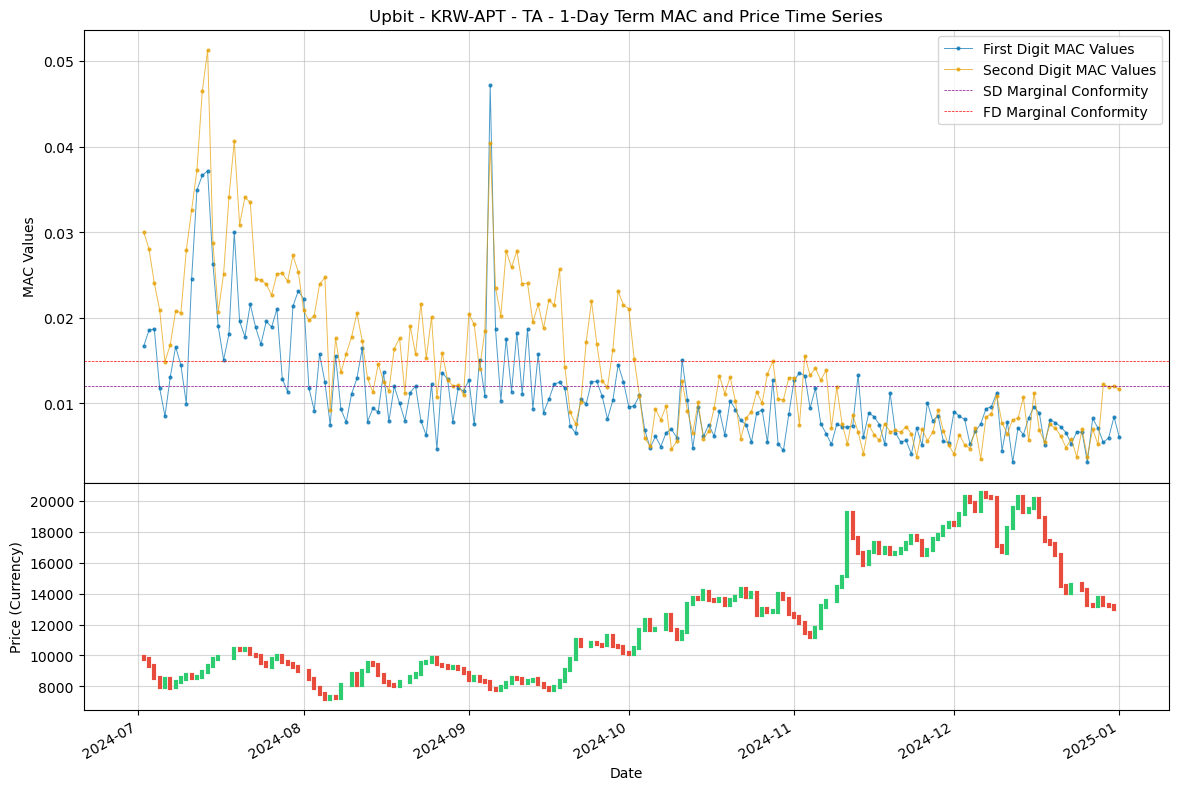 Upbit - KRW-APT - TA - 1-Day Term MAC and Price Time Series
First Digit MAC Values
Second Digit MAC Values
SD Marginal Conformity
FD Marginal Conformity
MAC Values
0.05
0.04
0.03
0.02
0.01
Price (Currency)
20000
18000
16000
14000
12000
10000
8000
2024-07
2024-08
2024-09
2024-10
2024-11
2024-12
2025-01
Date